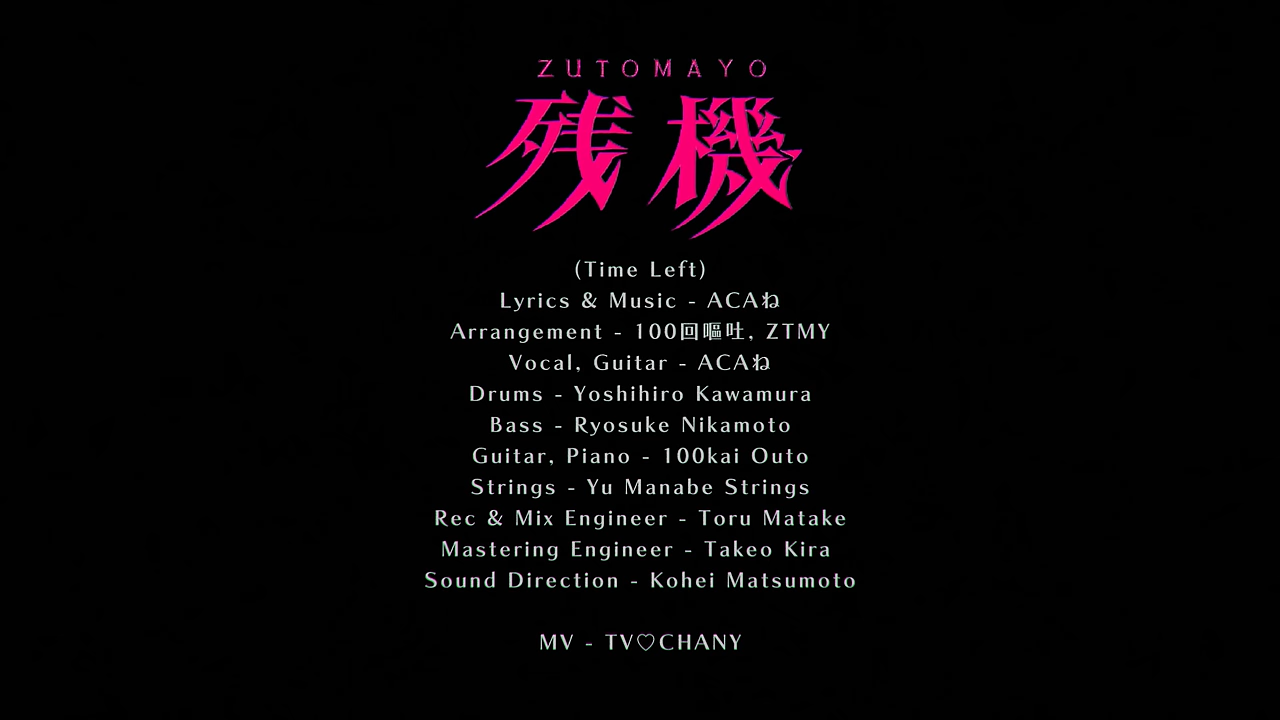 ZUTOMAYO
残機
(Time Left)
Lyrics & Music - ACAね
Arrangement - 100回嘔吐, ZTMY
Vocal, Guitar - ACAね
Drums - Yoshihiro Kawamura
Bass - Ryosuke Nikamoto
Guitar, Piano - 100kai Outo
Strings - Yu Manabe Strings
Rec & Mix Engineer - Toru Matake
Mastering Engineer - Takeo Kira
Sound Direction - Kohei Matsumoto
MV - TV♡CHANY